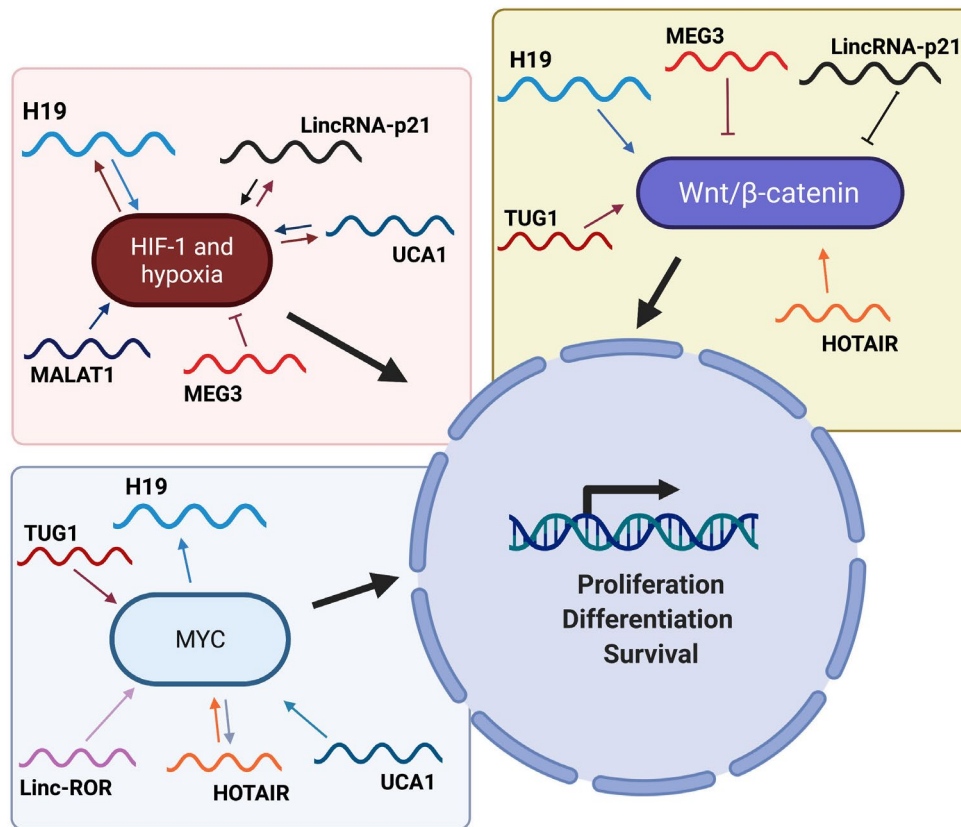 H19
LincRNA-p21
HIF-1 and
hypoxia
UCA1
MALAT1
MEG3
MEG3
LincRNA-p21
H19
Wnt/β-catenin
TUG1
HOTAIR
H19
TUG1
MYC
Linc-ROR
HOTAIR
UCA1
Proliferation
Differentiation
Survival